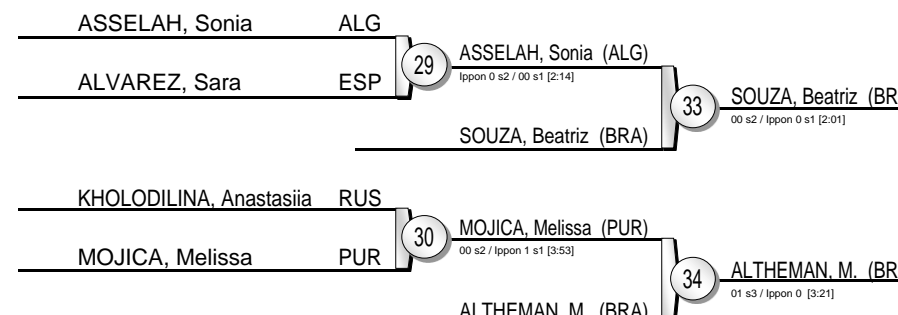 ASSELAH, Sonia ALG
29
ASSELAH, Sonia (ALG)
Ippon 0 s2 / 00 s1 [2:14]
ALVAREZ, Sara ESP
33
SOUZA, Beatriz (BR
00 s2 / Ippon 0 s1 [2:01]
SOUZA, Beatriz (BRA)
KHOLODILINA, Anastasiia RUS
30
MOJICA, Melissa (PUR)
00 s2 / Ippon 1 s1 [3:53]
MOJICA, Melissa PUR
34
ALTHEMAN, M. (BR
01 s3 / Ippon 0 [3:21]
ALTHEMAN, M. (BRA)